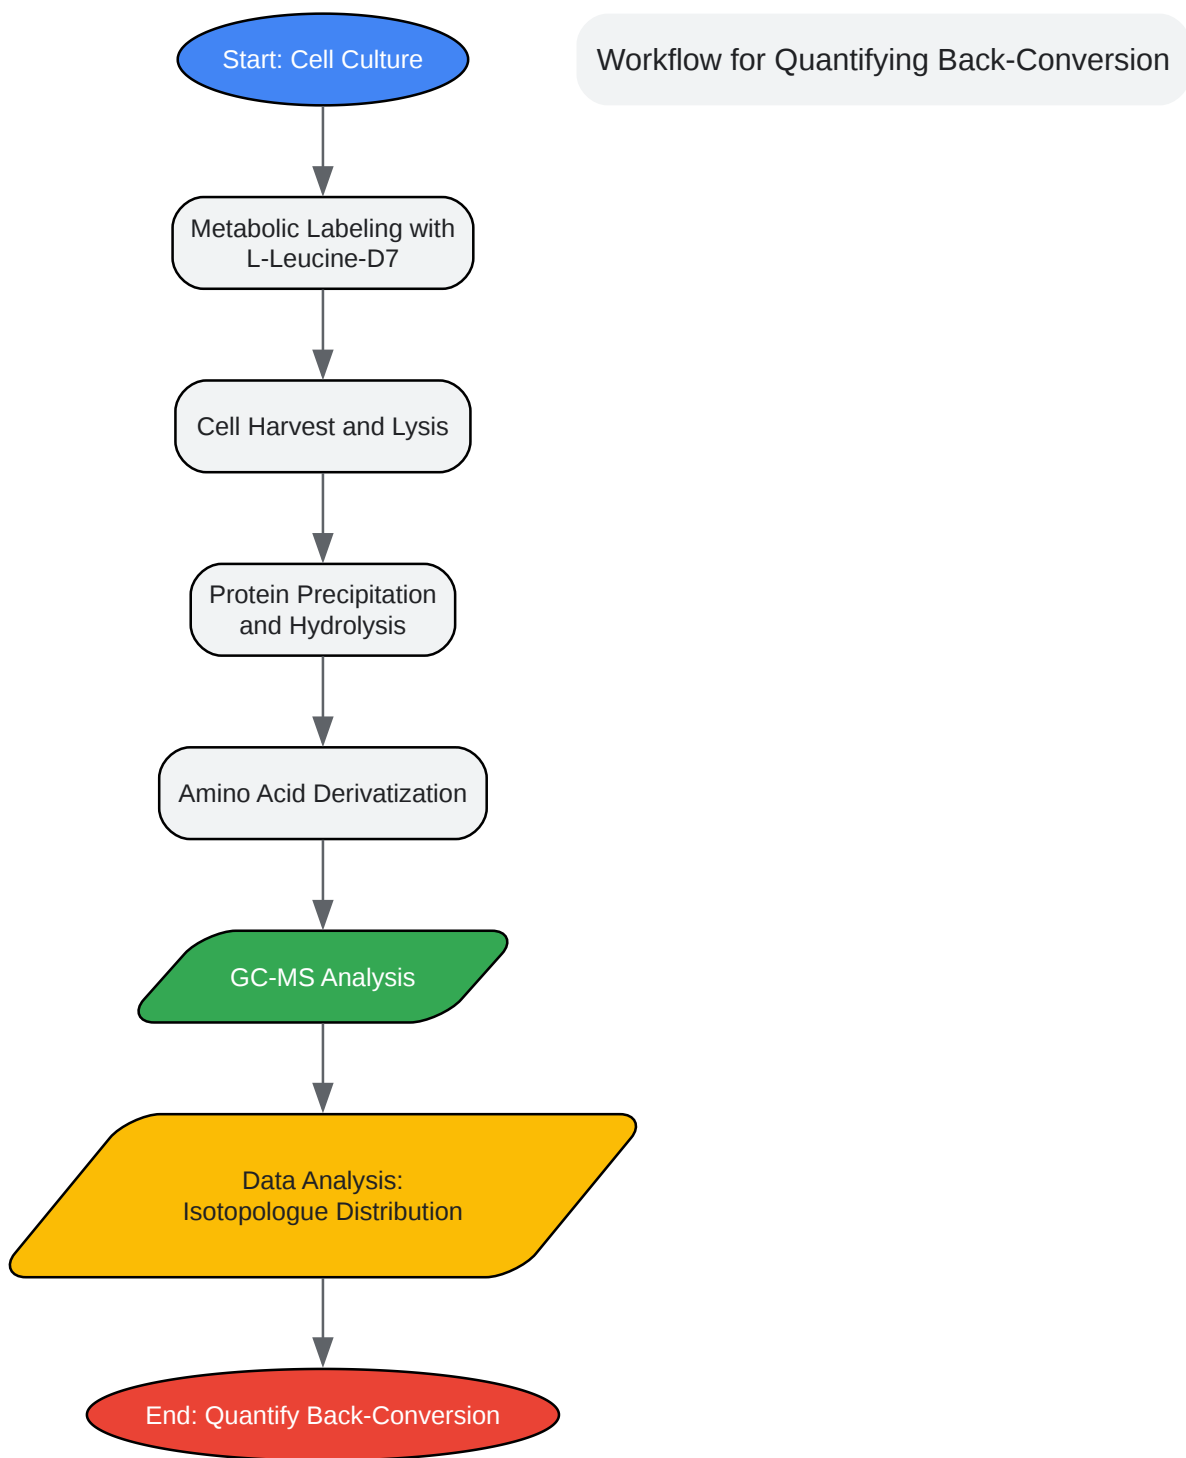 Start: Cell Culture
Workflow for Quantifying Back-Conversion
Metabolic Labeling with
L-Leucine-D7
Cell Harvest and Lysis
Protein Precipitation
and Hydrolysis
Amino Acid Derivatization
GC-MS Analysis
Data Analysis:
Isotopologue Distribution
End: Quantify Back-Conversion